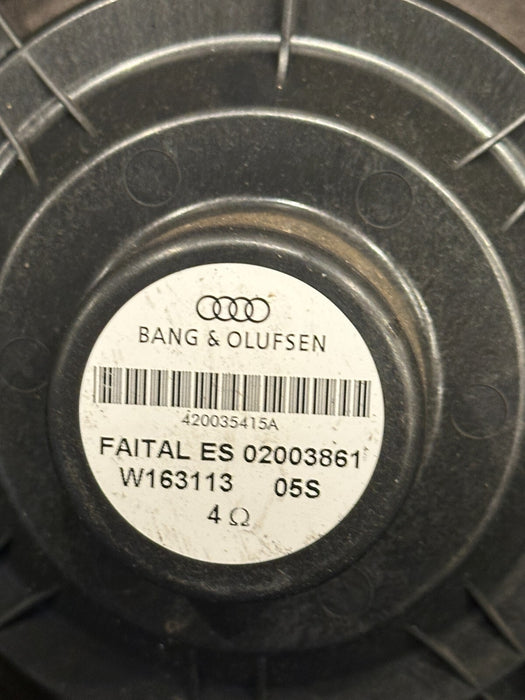 BANG & OLUFSEN
420035415A
FAITAL ES 02003861
W163113 05S
4 Ω